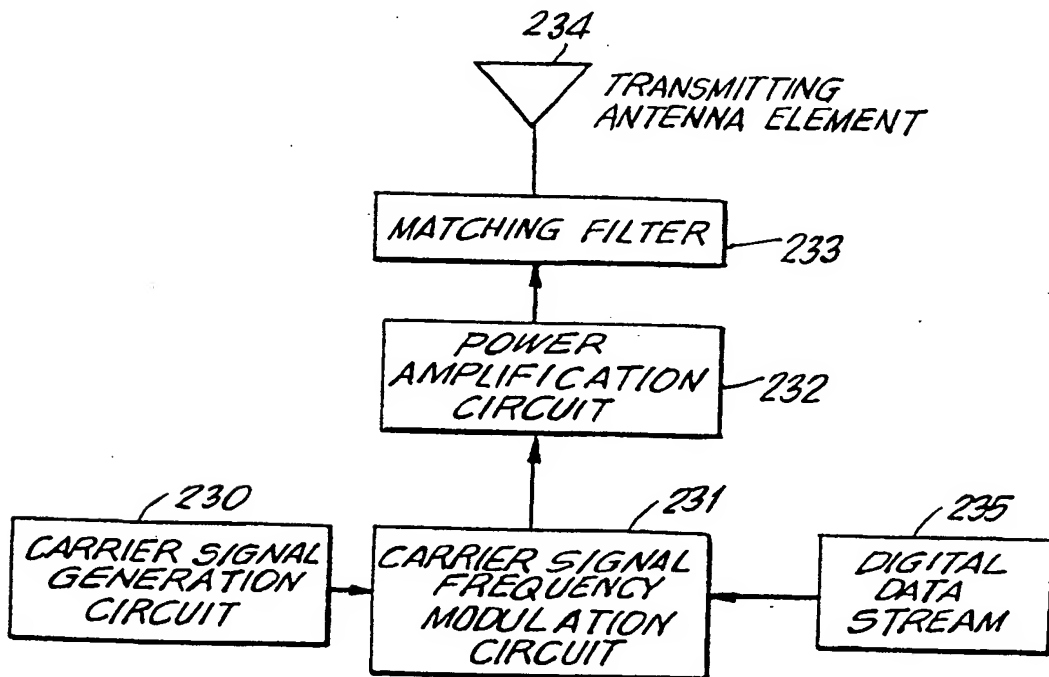 234
TRANSMITTING
ANTENNA ELEMENT
MATCHING FILTER
233
POWER
AMPLIFICATION
CIRCUIT
232
230
CARRIER SIGNAL
GENERATION
CIRCUIT
231
CARRIER SIGNAL
FREQUENCY
MODULATION
CIRCUIT
235
DIGITAL
DATA
STREAM